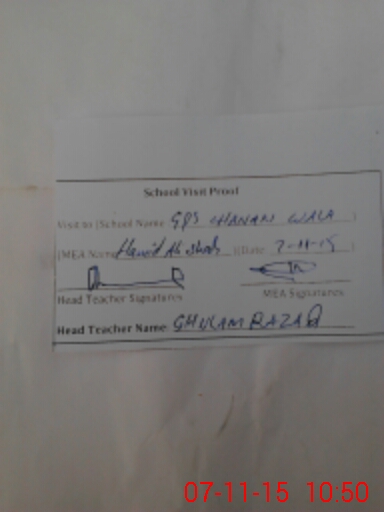 School Visit Proof
Visit to (School Name GPS CHANAN WALA )
(MEA Name Hamid Ali Shah )(Date 7-11-15 )
Head Teacher Signatures MEA Signatures
Head Teacher Name: GHULAM
07-11-15 10:50